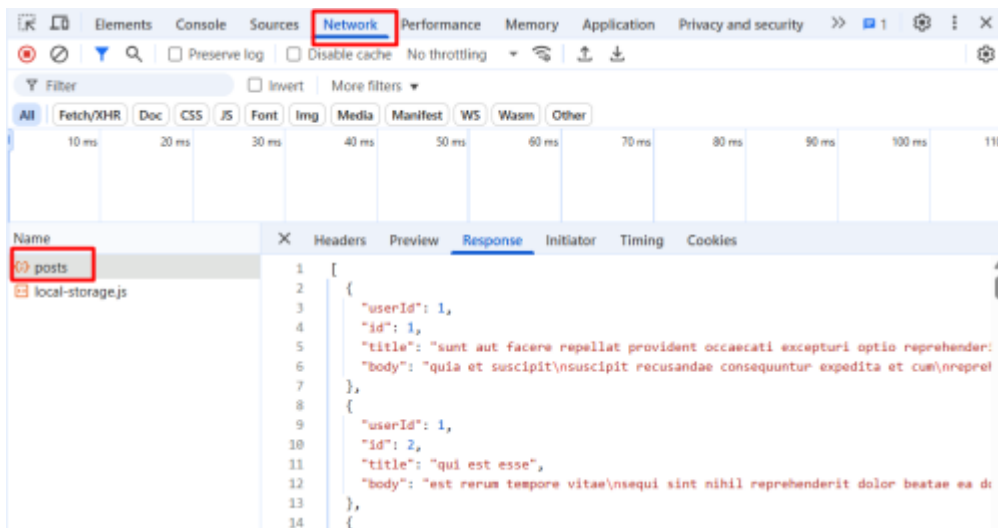 Elements Console Sources Network Performance Memory Application Privacy and security >> 1
Preserve log Disable cache No throttling
Filter Invert More filters
All Fetch/XHR Doc CSS JS Font Img Media Manifest WS Wasm Other
10 ms 20 ms 30 ms 40 ms 50 ms 60 ms 70 ms 80 ms 90 ms 100 ms 110
Name Headers Preview Response Initiator Timing Cookies
posts
local-storage.js
1 [
2 {
3 "userId": 1,
4 "id": 1,
5 "title": "sunt aut facere repellat provident occaecati excepturi optio reprehenderi
6 "body": "quia et suscipit\nsuscipit recusandae consequuntur expedita et cum\nrepreh
7 },
8 {
9 "userId": 1,
10 "id": 2,
11 "title": "qui est esse",
12 "body": "est rerum tempore vitae\nsequi sint nihil reprehenderit dolor beatae ea do
13 },
14 {